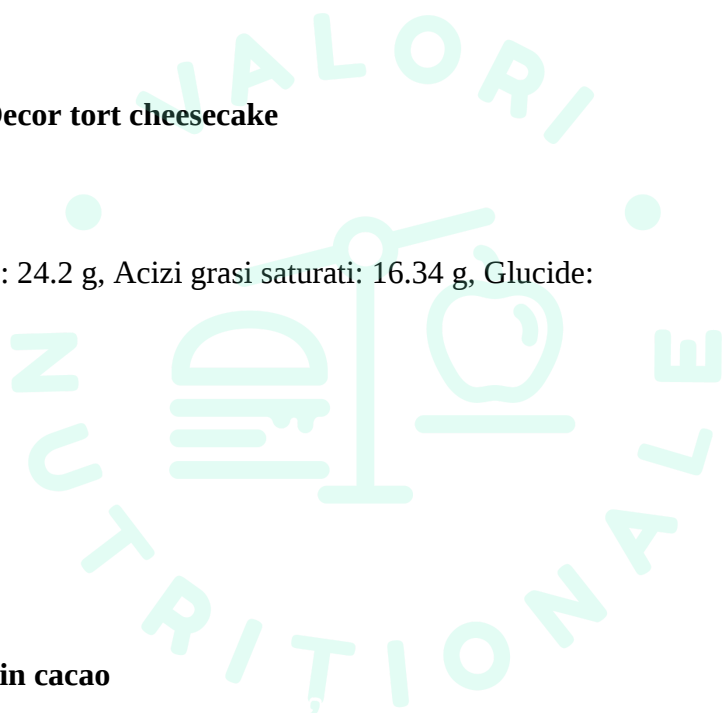 VALORI
Decor tort cheesecake
: 24.2 g, Acizi grasi saturati: 16.34 g, Glucide:
NUTRITIONALE
in cacao